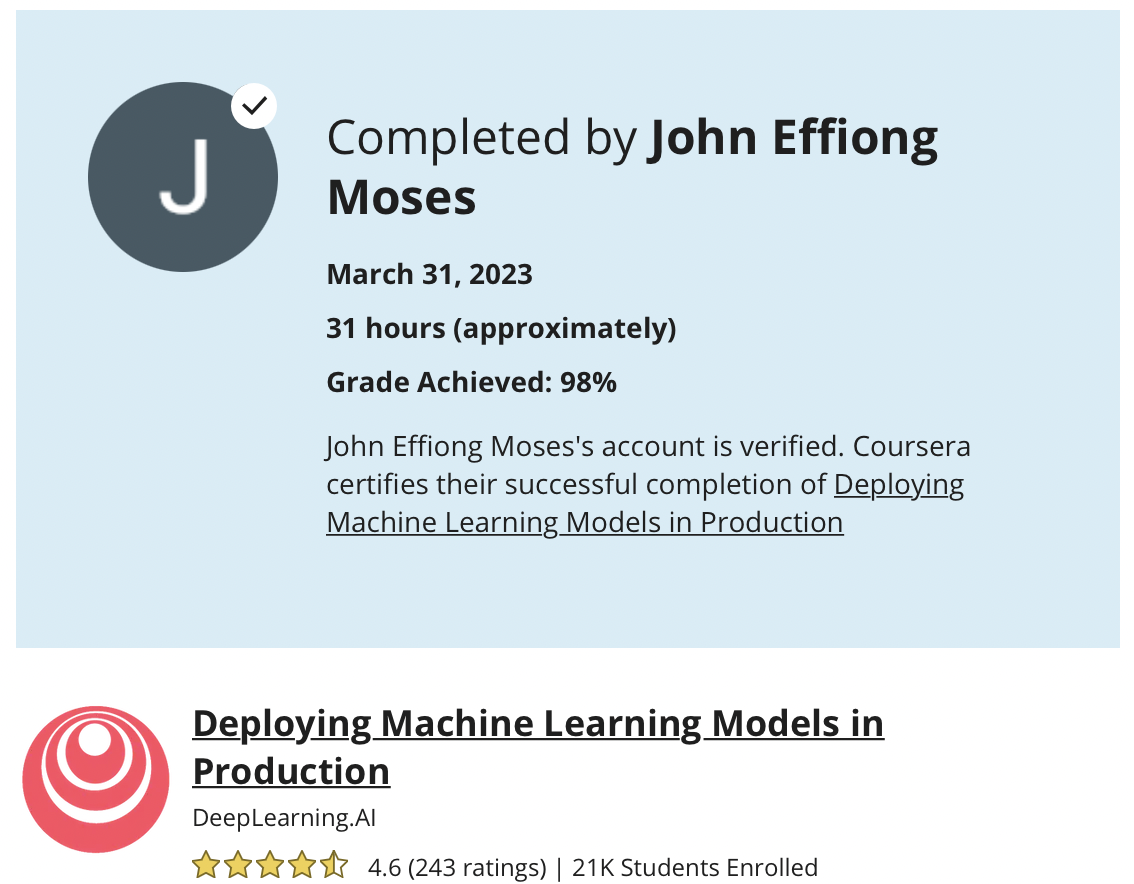 J
Completed by John Effiong
Moses
March 31, 2023
31 hours (approximately)
Grade Achieved: 98%
John Effiong Moses's account is verified. Coursera
certifies their successful completion of Deploying
Machine Learning Models in Production
Deploying Machine Learning Models in
Production
DeepLearning.AI
4.6 (243 ratings) | 21K Students Enrolled